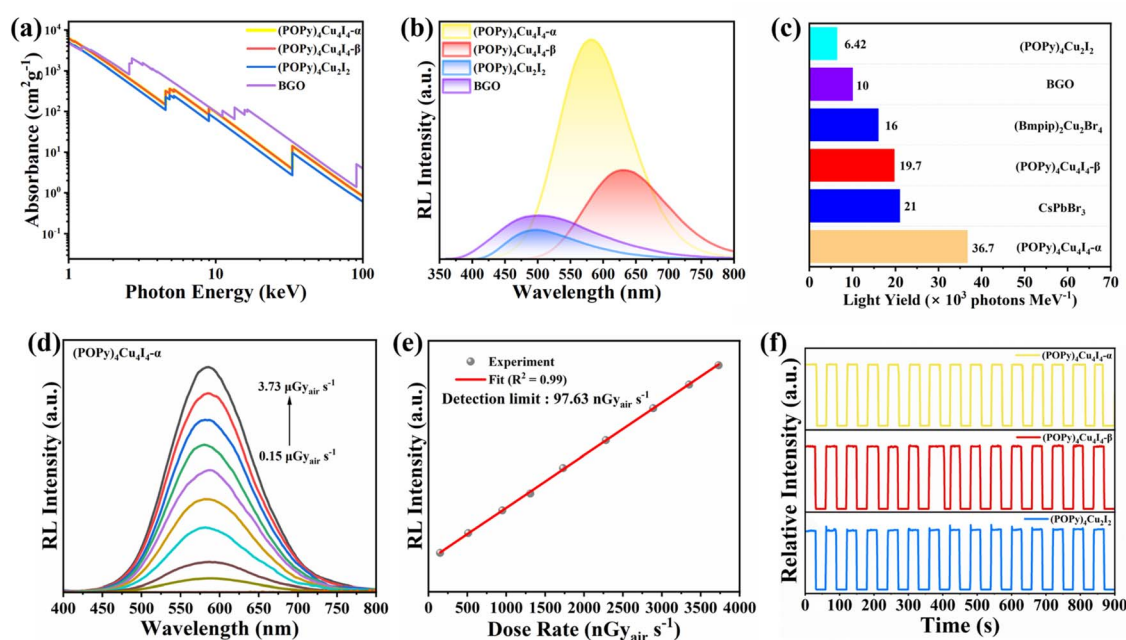 (a)
(POPy)₄Cu₄I₄-α
(POPy)₄Cu₄I₄-β
(POPy)₄Cu₂I₂
BGO
Absorbance (cm²g⁻¹)
10⁴
10³
10²
10¹
10⁰
10⁻¹
1
10
100
Photon Energy (keV)
(b)
(POPy)₄Cu₄I₄-α
(POPy)₄Cu₄I₄-β
(POPy)₄Cu₂I₂
BGO
RL Intensity (a.u.)
350 400 450 500 550 600 650 700 750 800
Wavelength (nm)
(c)
6.42 (POPy)₄Cu₂I₂
10 BGO
16 (Bmpip)₂Cu₂Br₄
19.7 (POPy)₄Cu₄I₄-β
21 CsPbBr₃
36.7 (POPy)₄Cu₄I₄-α
0 10 20 30 40 50 60 70
Light Yield (× 10³ photons MeV⁻¹)
(d)
(POPy)₄Cu₄I₄-α
3.73 μGyₐᵢᵣ s⁻¹
0.15 μGyₐᵢᵣ s⁻¹
RL Intensity (a.u.)
400 450 500 550 600 650 700 750 800
Wavelength (nm)
(e)
Experiment
Fit (R² = 0.99)
Detection limit : 97.63 nGyₐᵢᵣ s⁻¹
RL Intensity (a.u.)
0 500 1000 1500 2000 2500 3000 3500 4000
Dose Rate (nGyₐᵢᵣ s⁻¹)
(f)
(POPy)₄Cu₄I₄-α
(POPy)₄Cu₄I₄-β
(POPy)₄Cu₂I₂
Relative Intensity (a.u.)
0 100 200 300 400 500 600 700 800 900
Time (s)